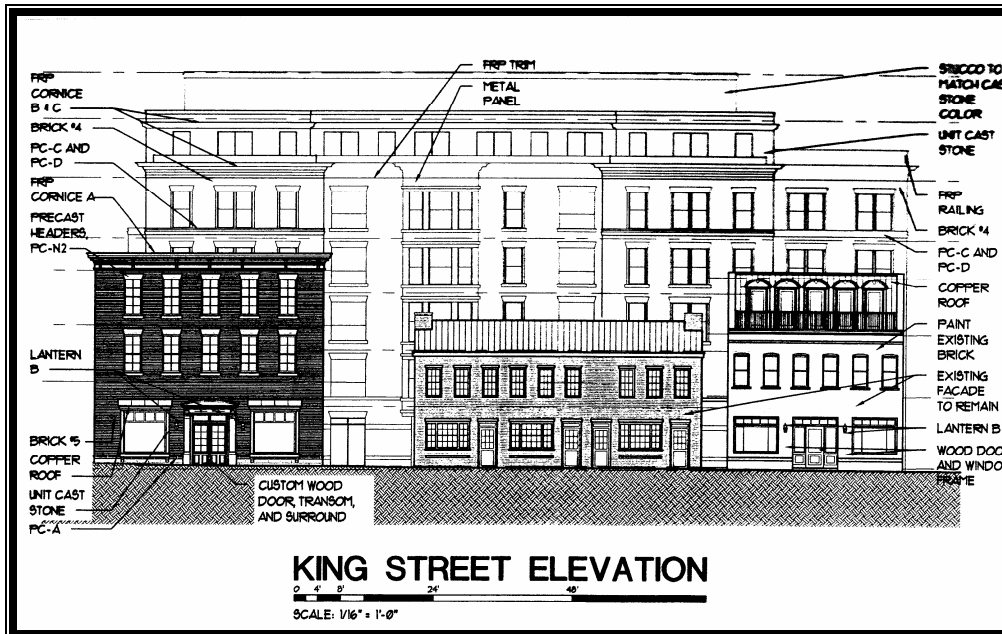 FRP
CORNICE
B & C
BRICK #4
PC-C AND
PC-D
FRP
CORNICE A
PRECAST
HEADERS,
PC-N2
LANTERN
B
BRICK #5
COPPER
ROOF
UNIT CAST
STONE
PC-A
FRP TRIM
METAL
PANEL
CUSTOM WOOD
DOOR, TRANSOM,
AND SURROUND
STUCCO TO
MATCH CAS
STONE
COLOR
UNIT CAST
STONE
FRP
RAILING
BRICK #4
PC-C AND
PC-D
COPPER
ROOF
PAINT
EXISTING
BRICK
EXISTING
FACADE
TO REMAIN
LANTERN B
WOOD DOO
AND WINDO
FRAME
KING STREET ELEVATION
0 4' 8' 24' 48'
SCALE: 1/16" = 1'-0"